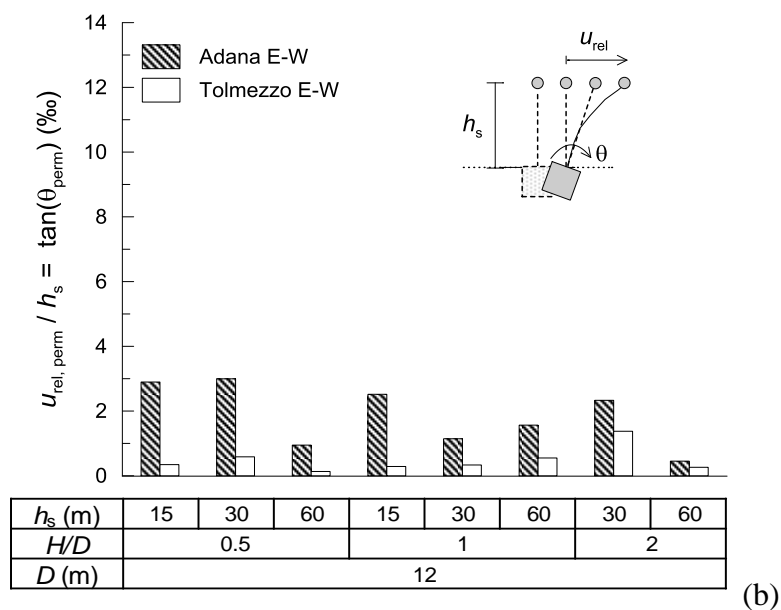 14
12
10
8
6
4
2
0
u_rel, perm / h_s = tan(θ_perm) (‰)
Adana E-W
Tolmezzo E-W
u_rel
h_s
θ
h_s (m) 15 30 60 15 30 60 30 60
H/D 0.5 1 2
D (m) 12
(b)